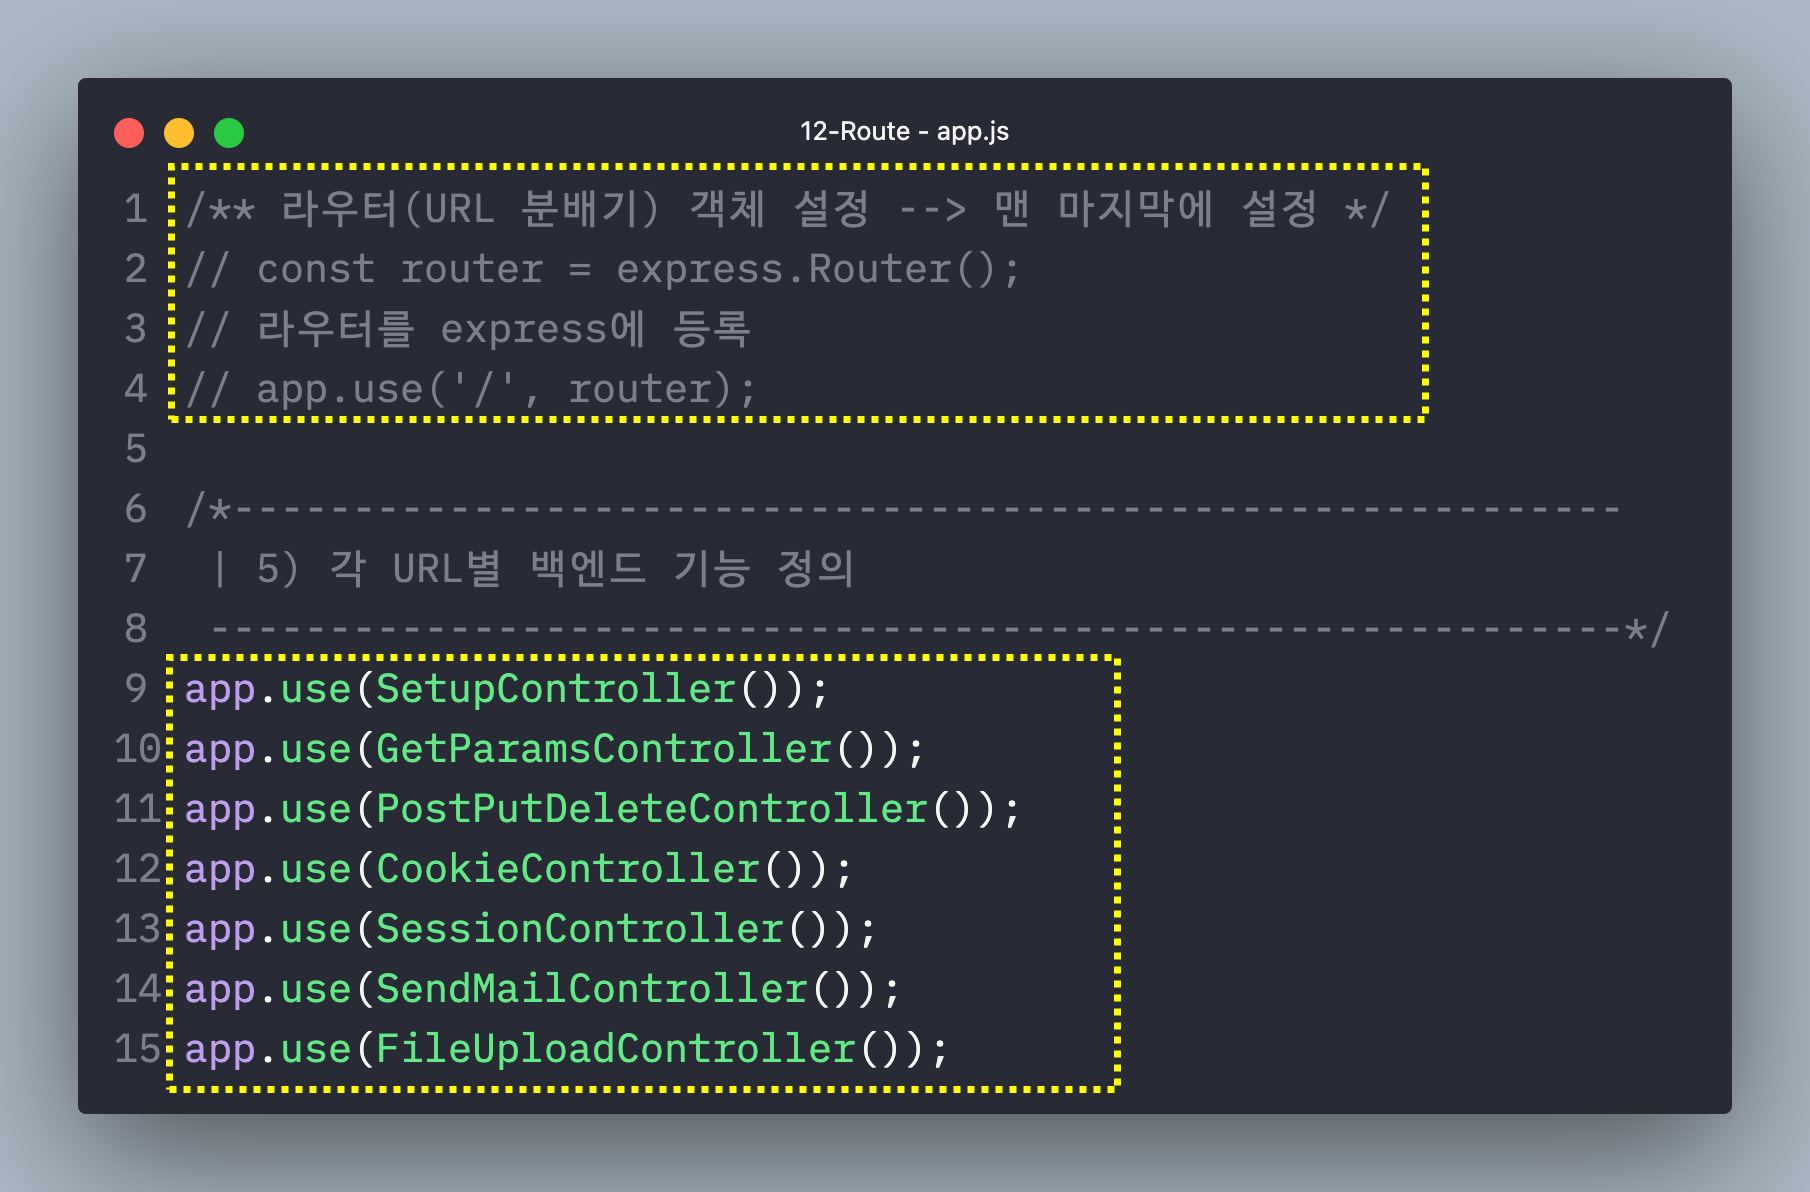 12-Route - app.js
1 /** 라우터(URL 분배기) 객체 설정 --> 맨 마지막에 설정 */
2 // const router = express.Router();
3 // 라우터를 express에 등록
4 // app.use('/', router);
5
6 /*----------------------------------------------------------
7  | 5) 각 URL별 백엔드 기능 정의
8  -----------------------------------------------------------*/
9 app.use(SetupController());
10 app.use(GetParamsController());
11 app.use(PostPutDeleteController());
12 app.use(CookieController());
13 app.use(SessionController());
14 app.use(SendMailController());
15 app.use(FileUploadController());